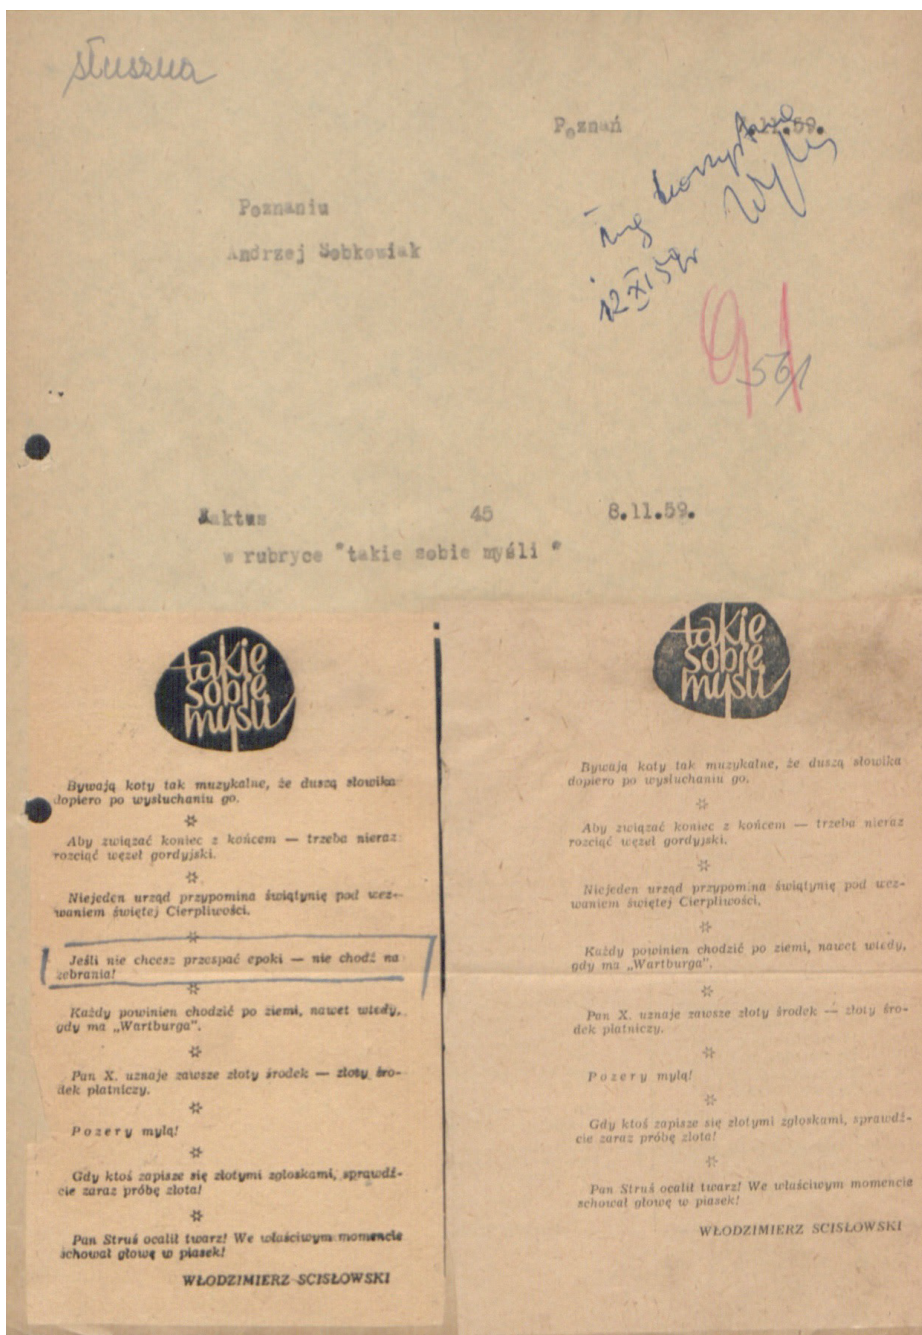 słuszna
Poznań 7.11.59.
Poznaniu
Andrzej Sobkowiak
12 XI 59r
91
56/1
Kaktus 45 8.11.59.
w rubryce "takie sobie myśli "
takie
sobie
myśli
Bywają koty tak muzykalne, że duszą słowika
dopiero po wysłuchaniu go.
Aby związać koniec z końcem — trzeba nieraz
rozciąć węzeł gordyjski.
Niejeden urząd przypomina świątynię pod wez-
waniem świętej Cierpliwości.
Jeśli nie chcesz przespać epoki — nie chodź na
zebrania!
Każdy powinien chodzić po ziemi, nawet wtedy,
gdy ma „Wartburga".
Pan X. uznaje zawsze złoty środek — złoty śro-
dek płatniczy.
Pozery mylą!
Gdy ktoś zapisze się złotymi zgłoskami, sprawdź-
cie zaraz próbę złota!
Pan Struś ocalił twarz! We właściwym momencie
schował głowę w piasek!
WŁODZIMIERZ SCISŁOWSKI
takie
sobie
myśli
Bywają koty tak muzykalne, że duszą słowika
dopiero po wysłuchaniu go.
Aby związać koniec z końcem — trzeba nieraz
rozciąć węzeł gordyjski.
Niejeden urząd przypomina świątynię pod wez-
waniem świętej Cierpliwości.
Każdy powinien chodzić po ziemi, nawet wtedy,
gdy ma „Wartburga".
Pan X. uznaje zawsze złoty środek — złoty śro-
dek płatniczy.
Pozery mylą!
Gdy ktoś zapisze się złotymi zgłoskami, sprawdź-
cie zaraz próbę złota!
Pan Struś ocalił twarz! We właściwym momencie
schował głowę w piasek!
WŁODZIMIERZ SCISŁOWSKI